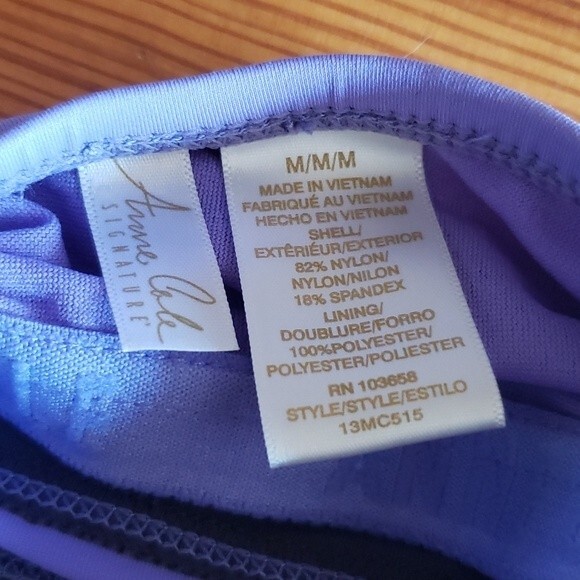 Anne Cole
SIGNATURE®
M/M/M
MADE IN VIETNAM
FABRIQUÉ AU VIETNAM
HECHO EN VIETNAM
SHELL/
EXTÊRIEUR/EXTERIOR
82% NYLON/
NYLON/NILON
18% SPANDEX
LINING/
DOUBLURE/FORRO
100%POLYESTER/
POLYESTER/POLIESTER
RN 103658
STYLE/STYLE/ESTILO
13MC515